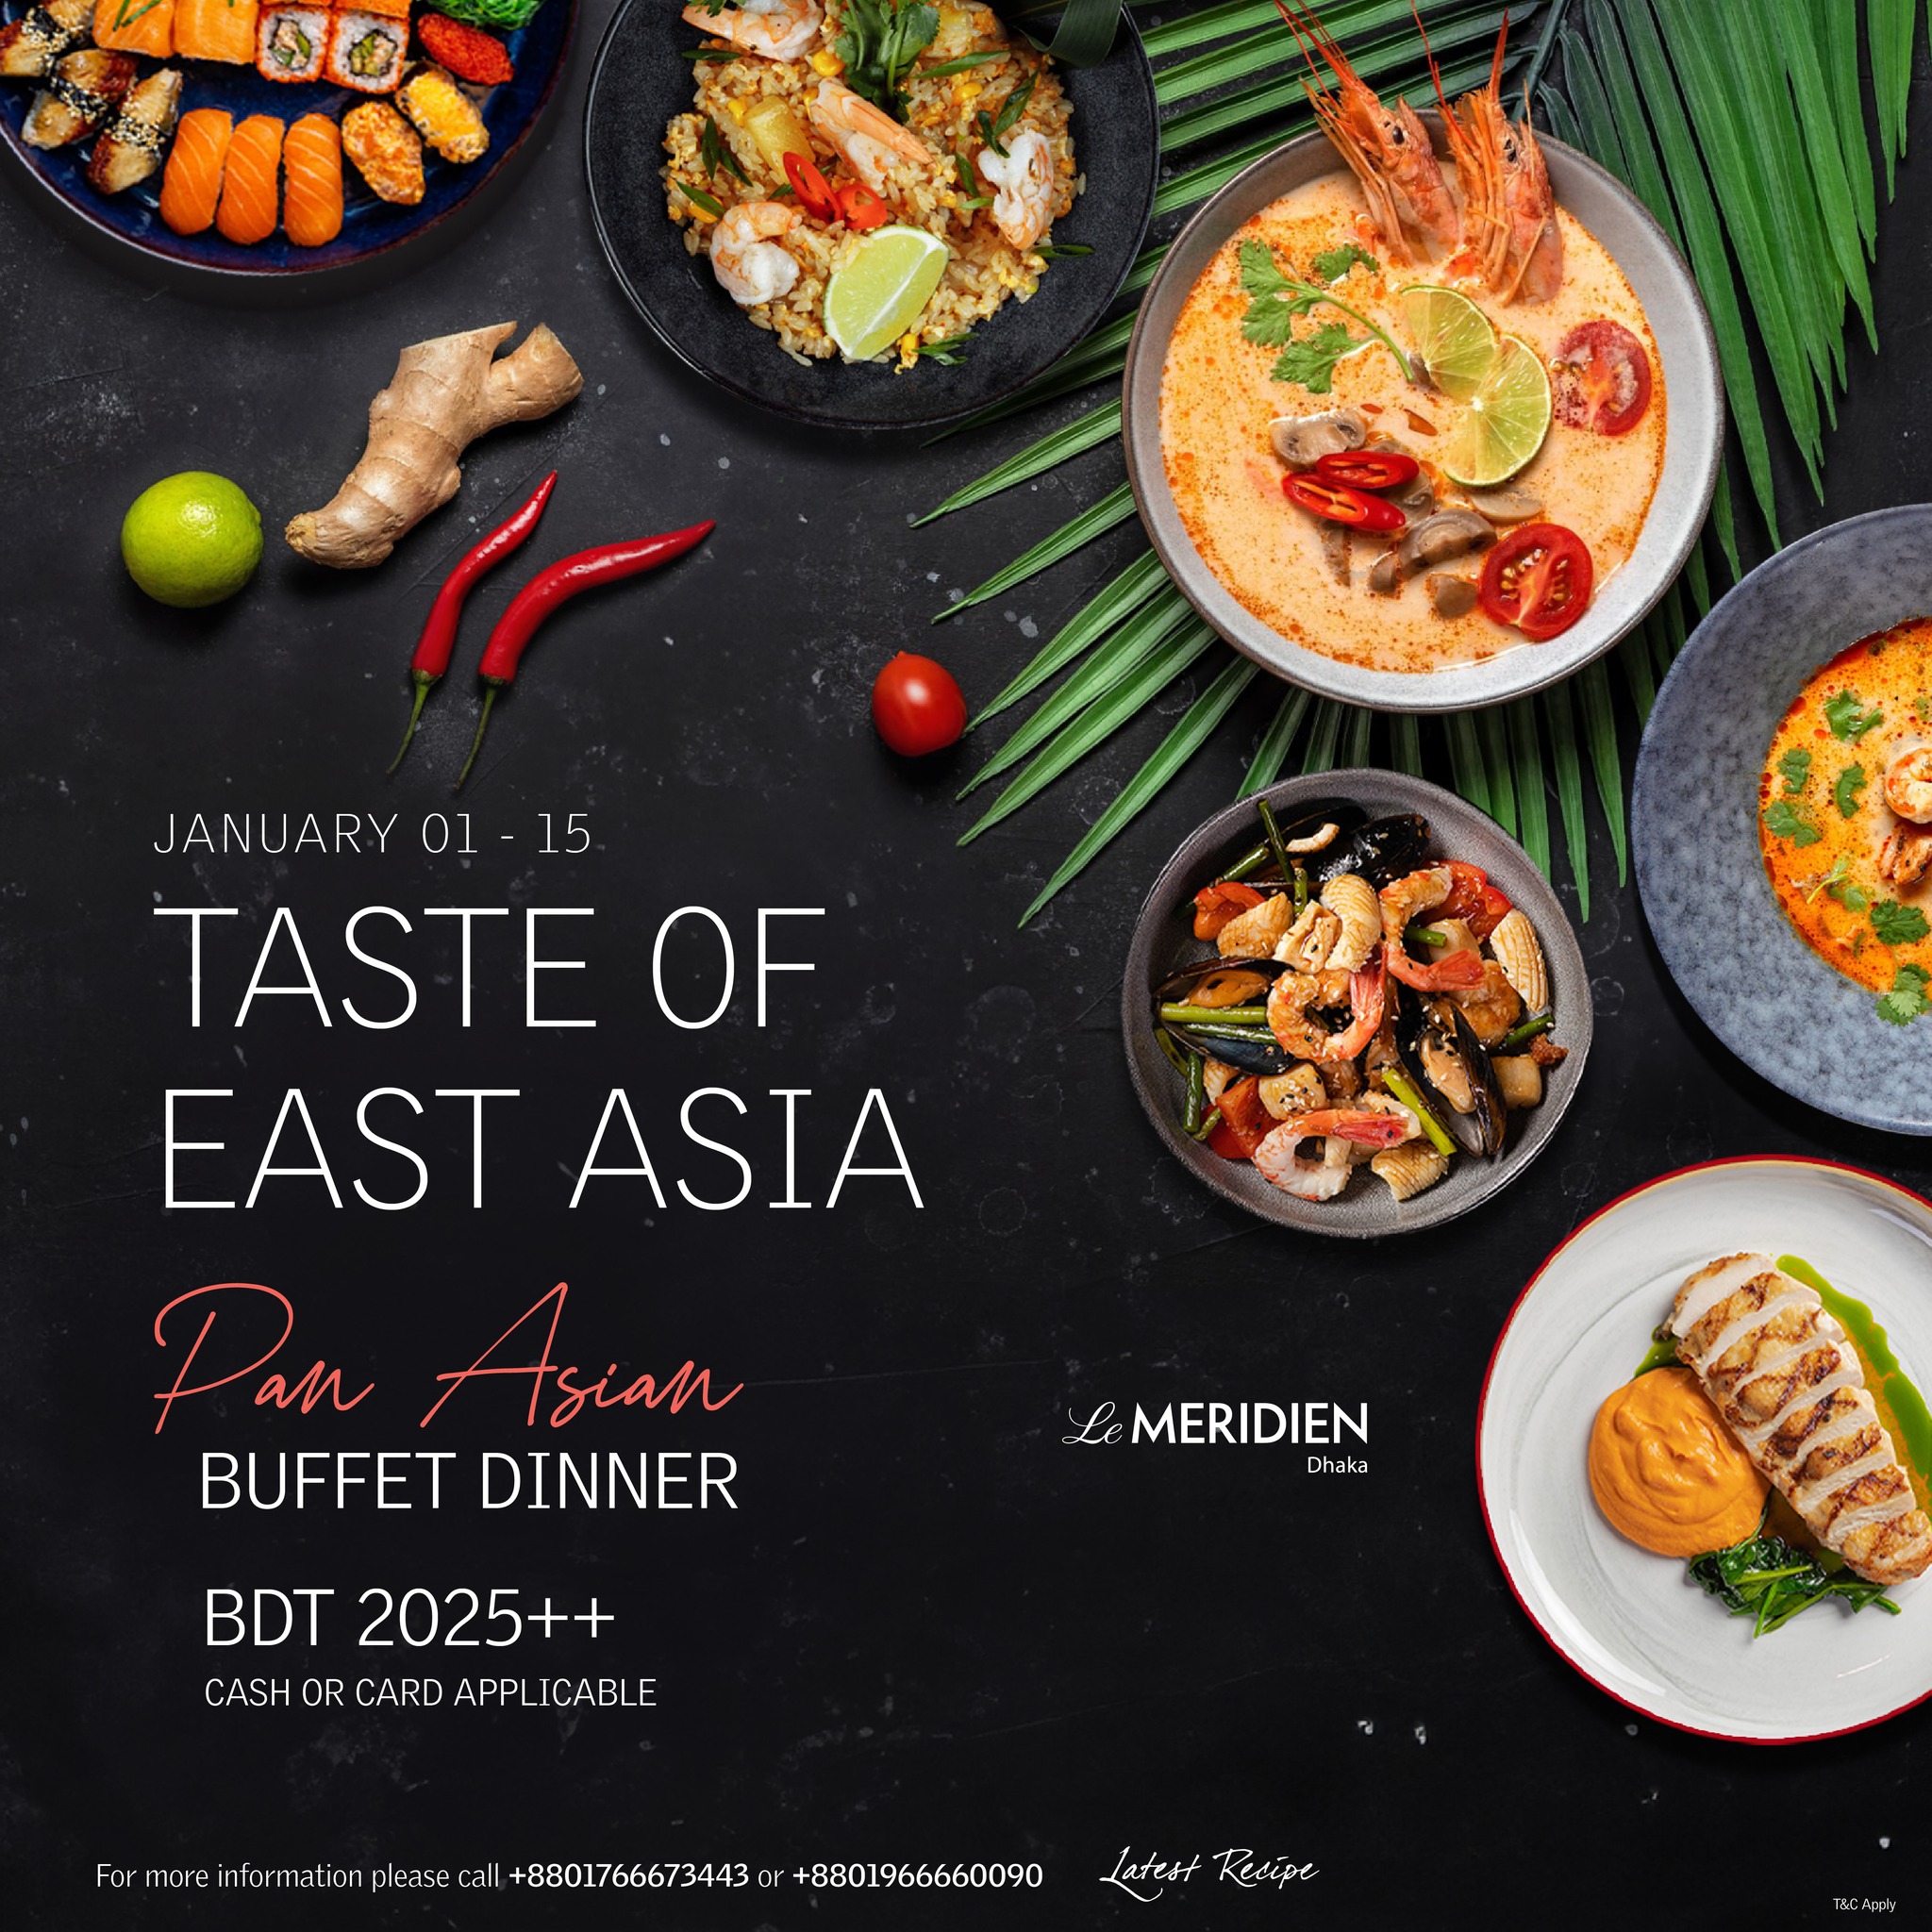 JANUARY 01 - 15
TASTE OF
EAST ASIA
Pan Asian
BUFFET DINNER
BDT 2025++
CASH OR CARD APPLICABLE
Le MERIDIEN
Dhaka
For more information please call +8801766673443 or +8801966660090
Latest Recipe
T&C Apply